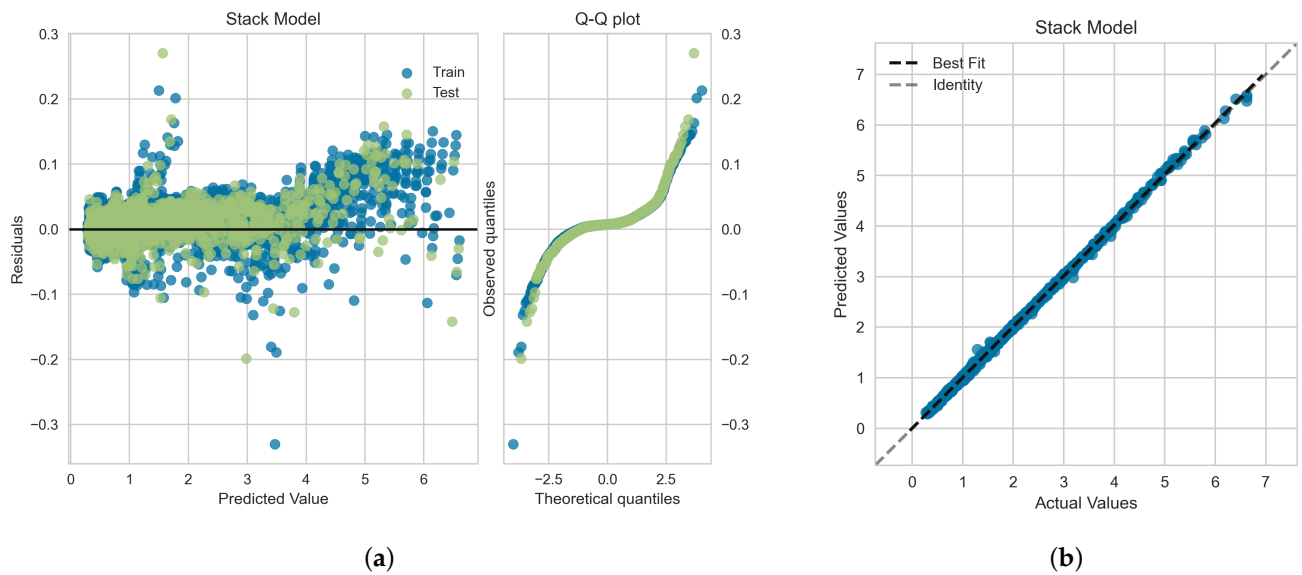 Stack Model
Q-Q plot
0.3
0.2
0.1
0.0
−0.1
−0.2
−0.3
Residuals
Train
Test
0 1 2 3 4 5 6
Predicted Value
Observed quantiles
−2.5 0.0 2.5
Theoretical quantiles
0.3
0.2
0.1
0.0
−0.1
−0.2
−0.3
(a)
Stack Model
Best Fit
Identity
7
6
5
4
3
2
1
0
Predicted Values
0 1 2 3 4 5 6 7
Actual Values
(b)